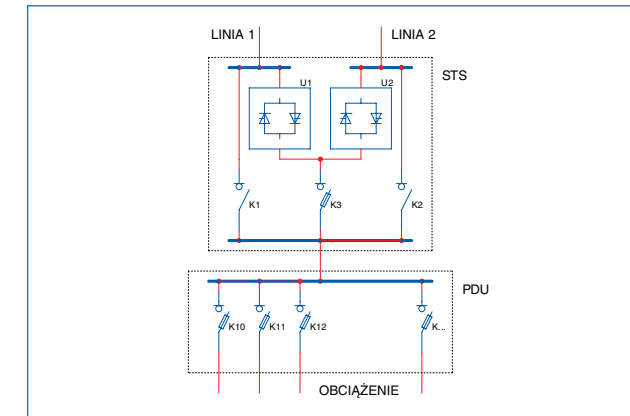 LINIA 1
LINIA 2
STS
U1
U2
K1
K3
K2
PDU
K10
K11
K12
K...
OBCIĄŻENIE